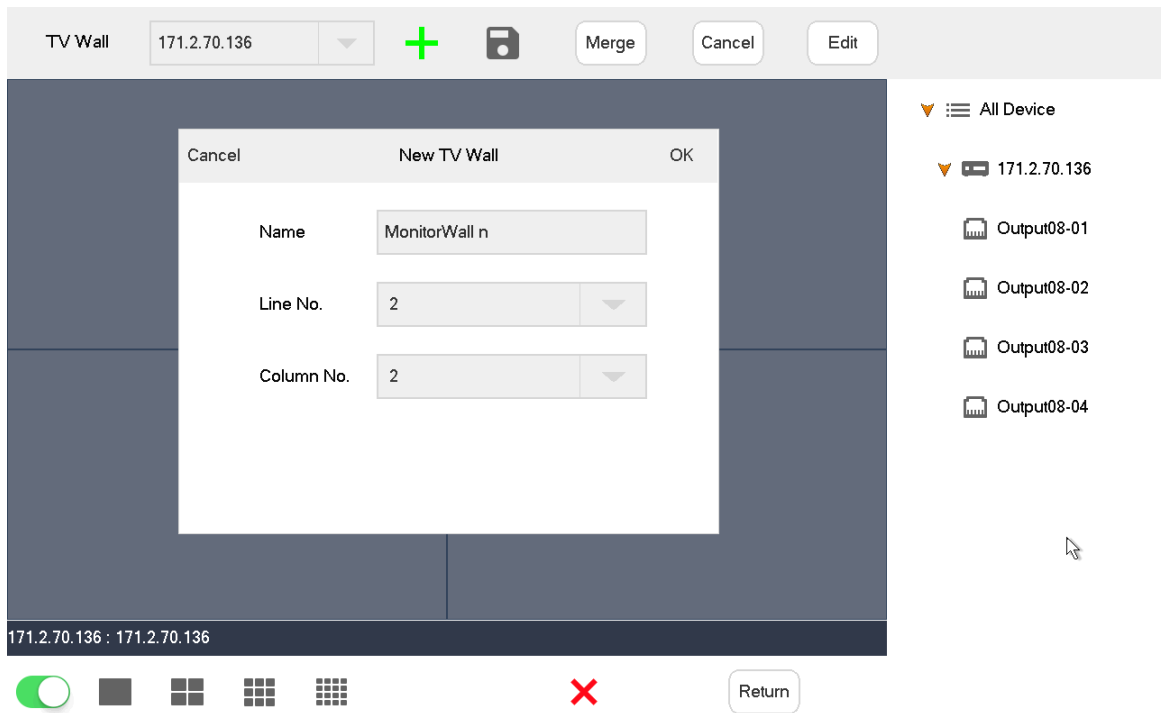 TV Wall 171.2.70.136 Merge Cancel Edit
All Device
Cancel New TV Wall OK
171.2.70.136
Name MonitorWall n
Output08-01
Output08-02
Line No. 2
Output08-03
Column No. 2
Output08-04
171.2.70.136 : 171.2.70.136
Return